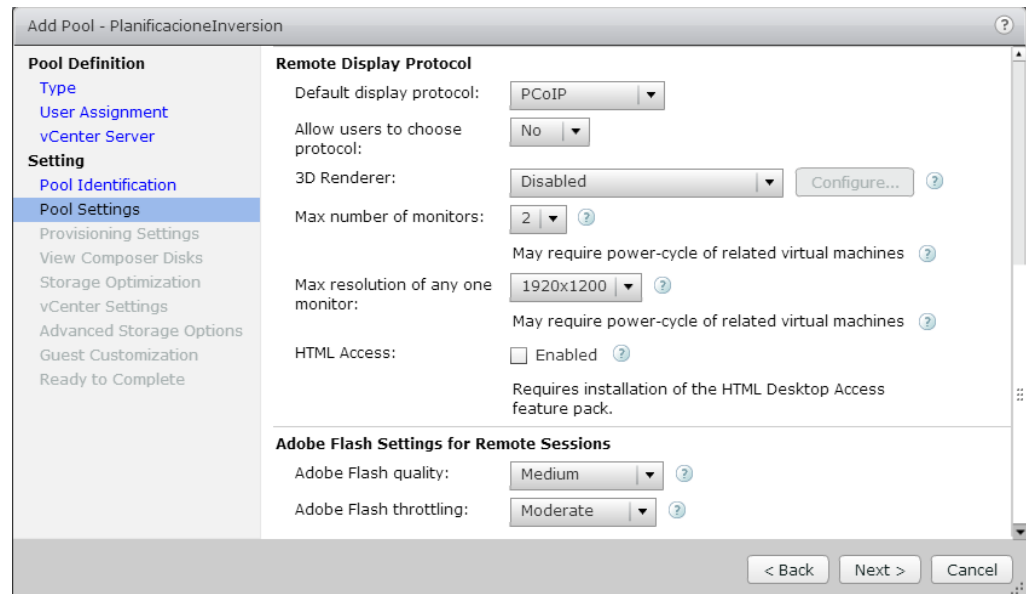 Add Pool - PlanificacioneInversion
?
Pool Definition
Type
User Assignment
vCenter Server
Setting
Pool Identification
Pool Settings
Provisioning Settings
View Composer Disks
Storage Optimization
vCenter Settings
Advanced Storage Options
Guest Customization
Ready to Complete
Remote Display Protocol
Default display protocol: PCoIP
Allow users to choose
protocol: No
3D Renderer: Disabled Configure... ?
Max number of monitors: 2 ?
May require power-cycle of related virtual machines ?
Max resolution of any one
monitor: 1920x1200 ?
May require power-cycle of related virtual machines ?
HTML Access: Enabled ?
Requires installation of the HTML Desktop Access
feature pack.
Adobe Flash Settings for Remote Sessions
Adobe Flash quality: Medium ?
Adobe Flash throttling: Moderate ?
< Back Next > Cancel